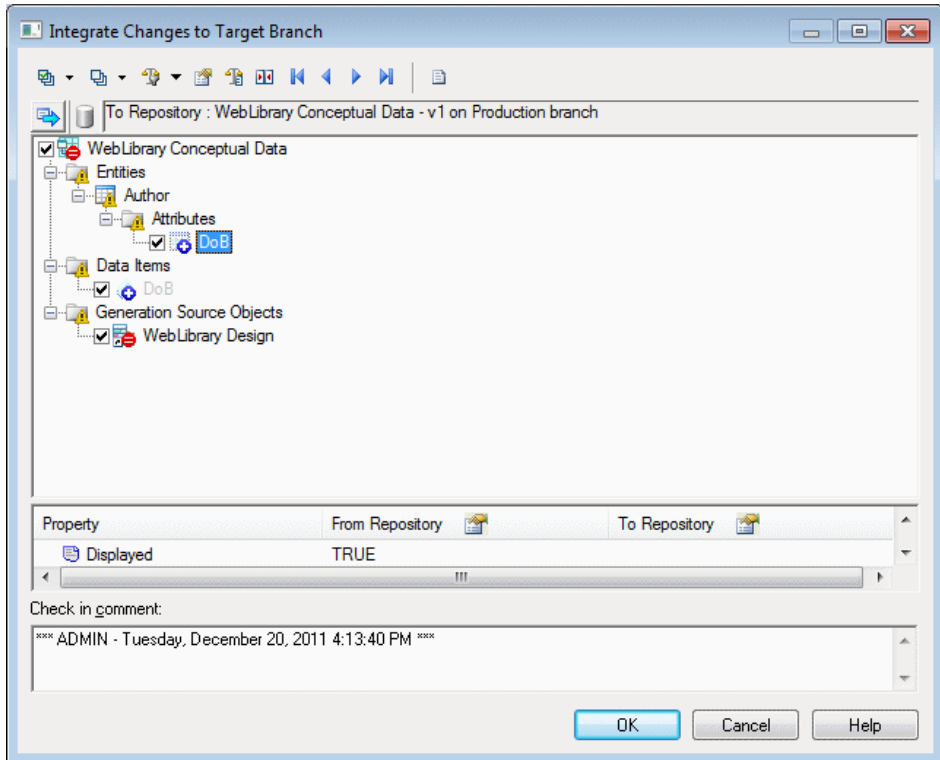 Integrate Changes to Target Branch
To Repository : WebLibrary Conceptual Data - v1 on Production branch
WebLibrary Conceptual Data
Entities
Author
Attributes
DoB
Data Items
DoB
Generation Source Objects
WebLibrary Design
Property From Repository To Repository
Displayed TRUE
Check in comment:
*** ADMIN - Tuesday, December 20, 2011 4:13:40 PM ***
OK Cancel Help